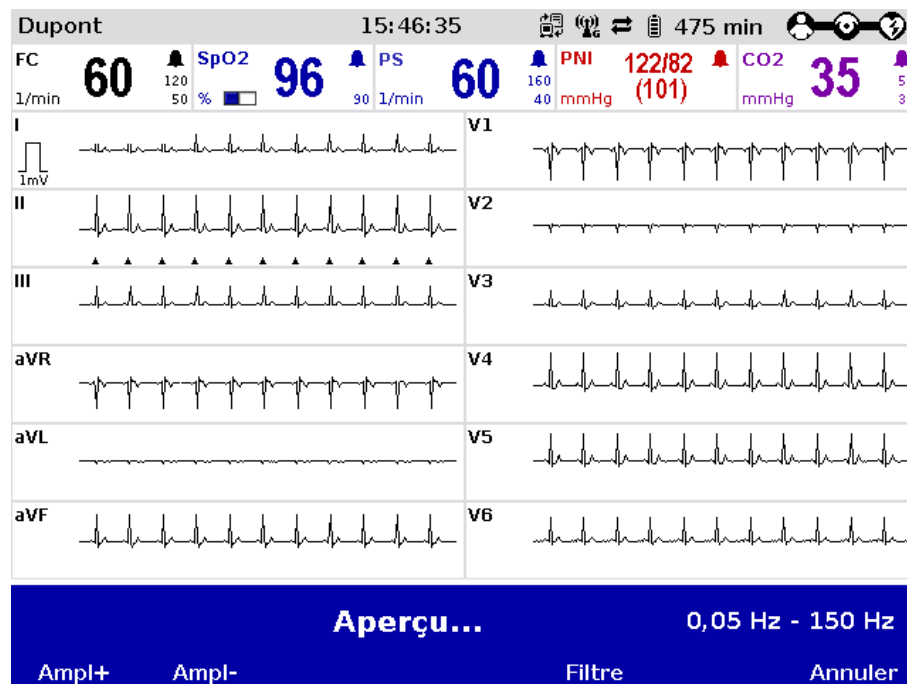 Dupont 15:46:35 475 min
FC 60 120 50 1/min
SpO2 96 90 %
PS 60 160 40 1/min
PNI 122/82 (101) mmHg
CO2 35 5 3 mmHg
I
1mV
II
III
aVR
aVL
aVF
V1
V2
V3
V4
V5
V6
Aperçu... 0,05 Hz - 150 Hz
Ampl+ Ampl- Filtre Annuler